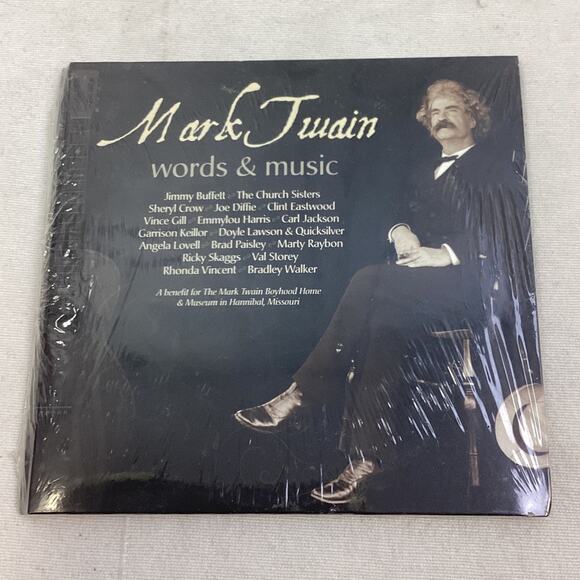 Mark Twain
words & music
Jimmy Buffett ~ The Church Sisters
Sheryl Crow ~ Joe Diffie ~ Clint Eastwood
Vince Gill ~ Emmylou Harris ~ Carl Jackson
Garrison Keillor ~ Doyle Lawson & Quicksilver
Angela Lovell ~ Brad Paisley ~ Marty Raybon
Ricky Skaggs ~ Val Storey
Rhonda Vincent ~ Bradley Walker
A benefit for The Mark Twain Boyhood Home
& Museum in Hannibal, Missouri